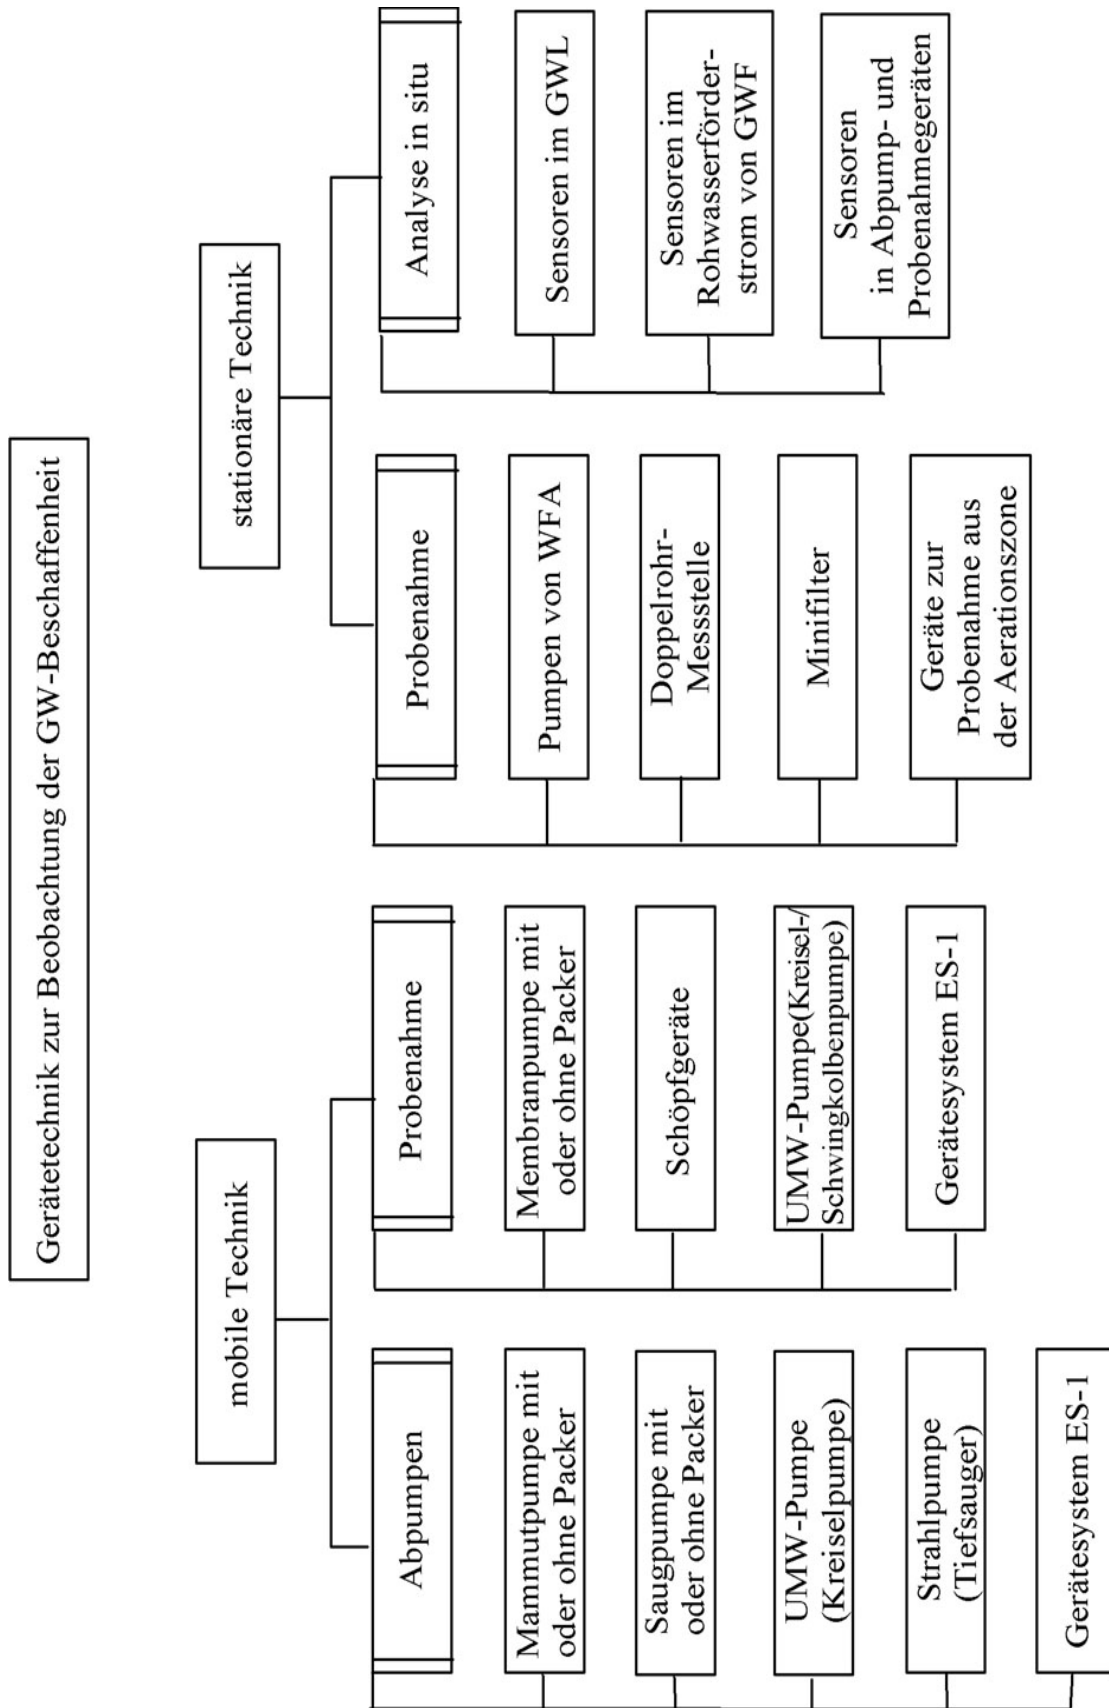 Gerätetechnik zur Beobachtung der GW-Beschaffenheit
mobile Technik
stationäre Technik
Abpumpen
Mammutpumpe mit
oder ohne Packer
Saugpumpe mit
oder ohne Packer
UMW-Pumpe
(Kreiselpumpe)
Strahlpumpe
(Tiefsauger)
Gerätesystem ES-1
Probenahme
Membranpumpe mit
oder ohne Packer
Schöpfgeräte
UMW-Pumpe(Kreisel-/
Schwingkolbenpumpe)
Gerätesystem ES-1
Probenahme
Pumpen von WFA
Doppelrohr-
Messstelle
Minifilter
Geräte zur
Probenahme aus
der Aerationszone
Analyse in situ
Sensoren im GWL
Sensoren im
Rohwasserförder-
strom von GWF
Sensoren
in Abpump- und
Probenahmegeräten